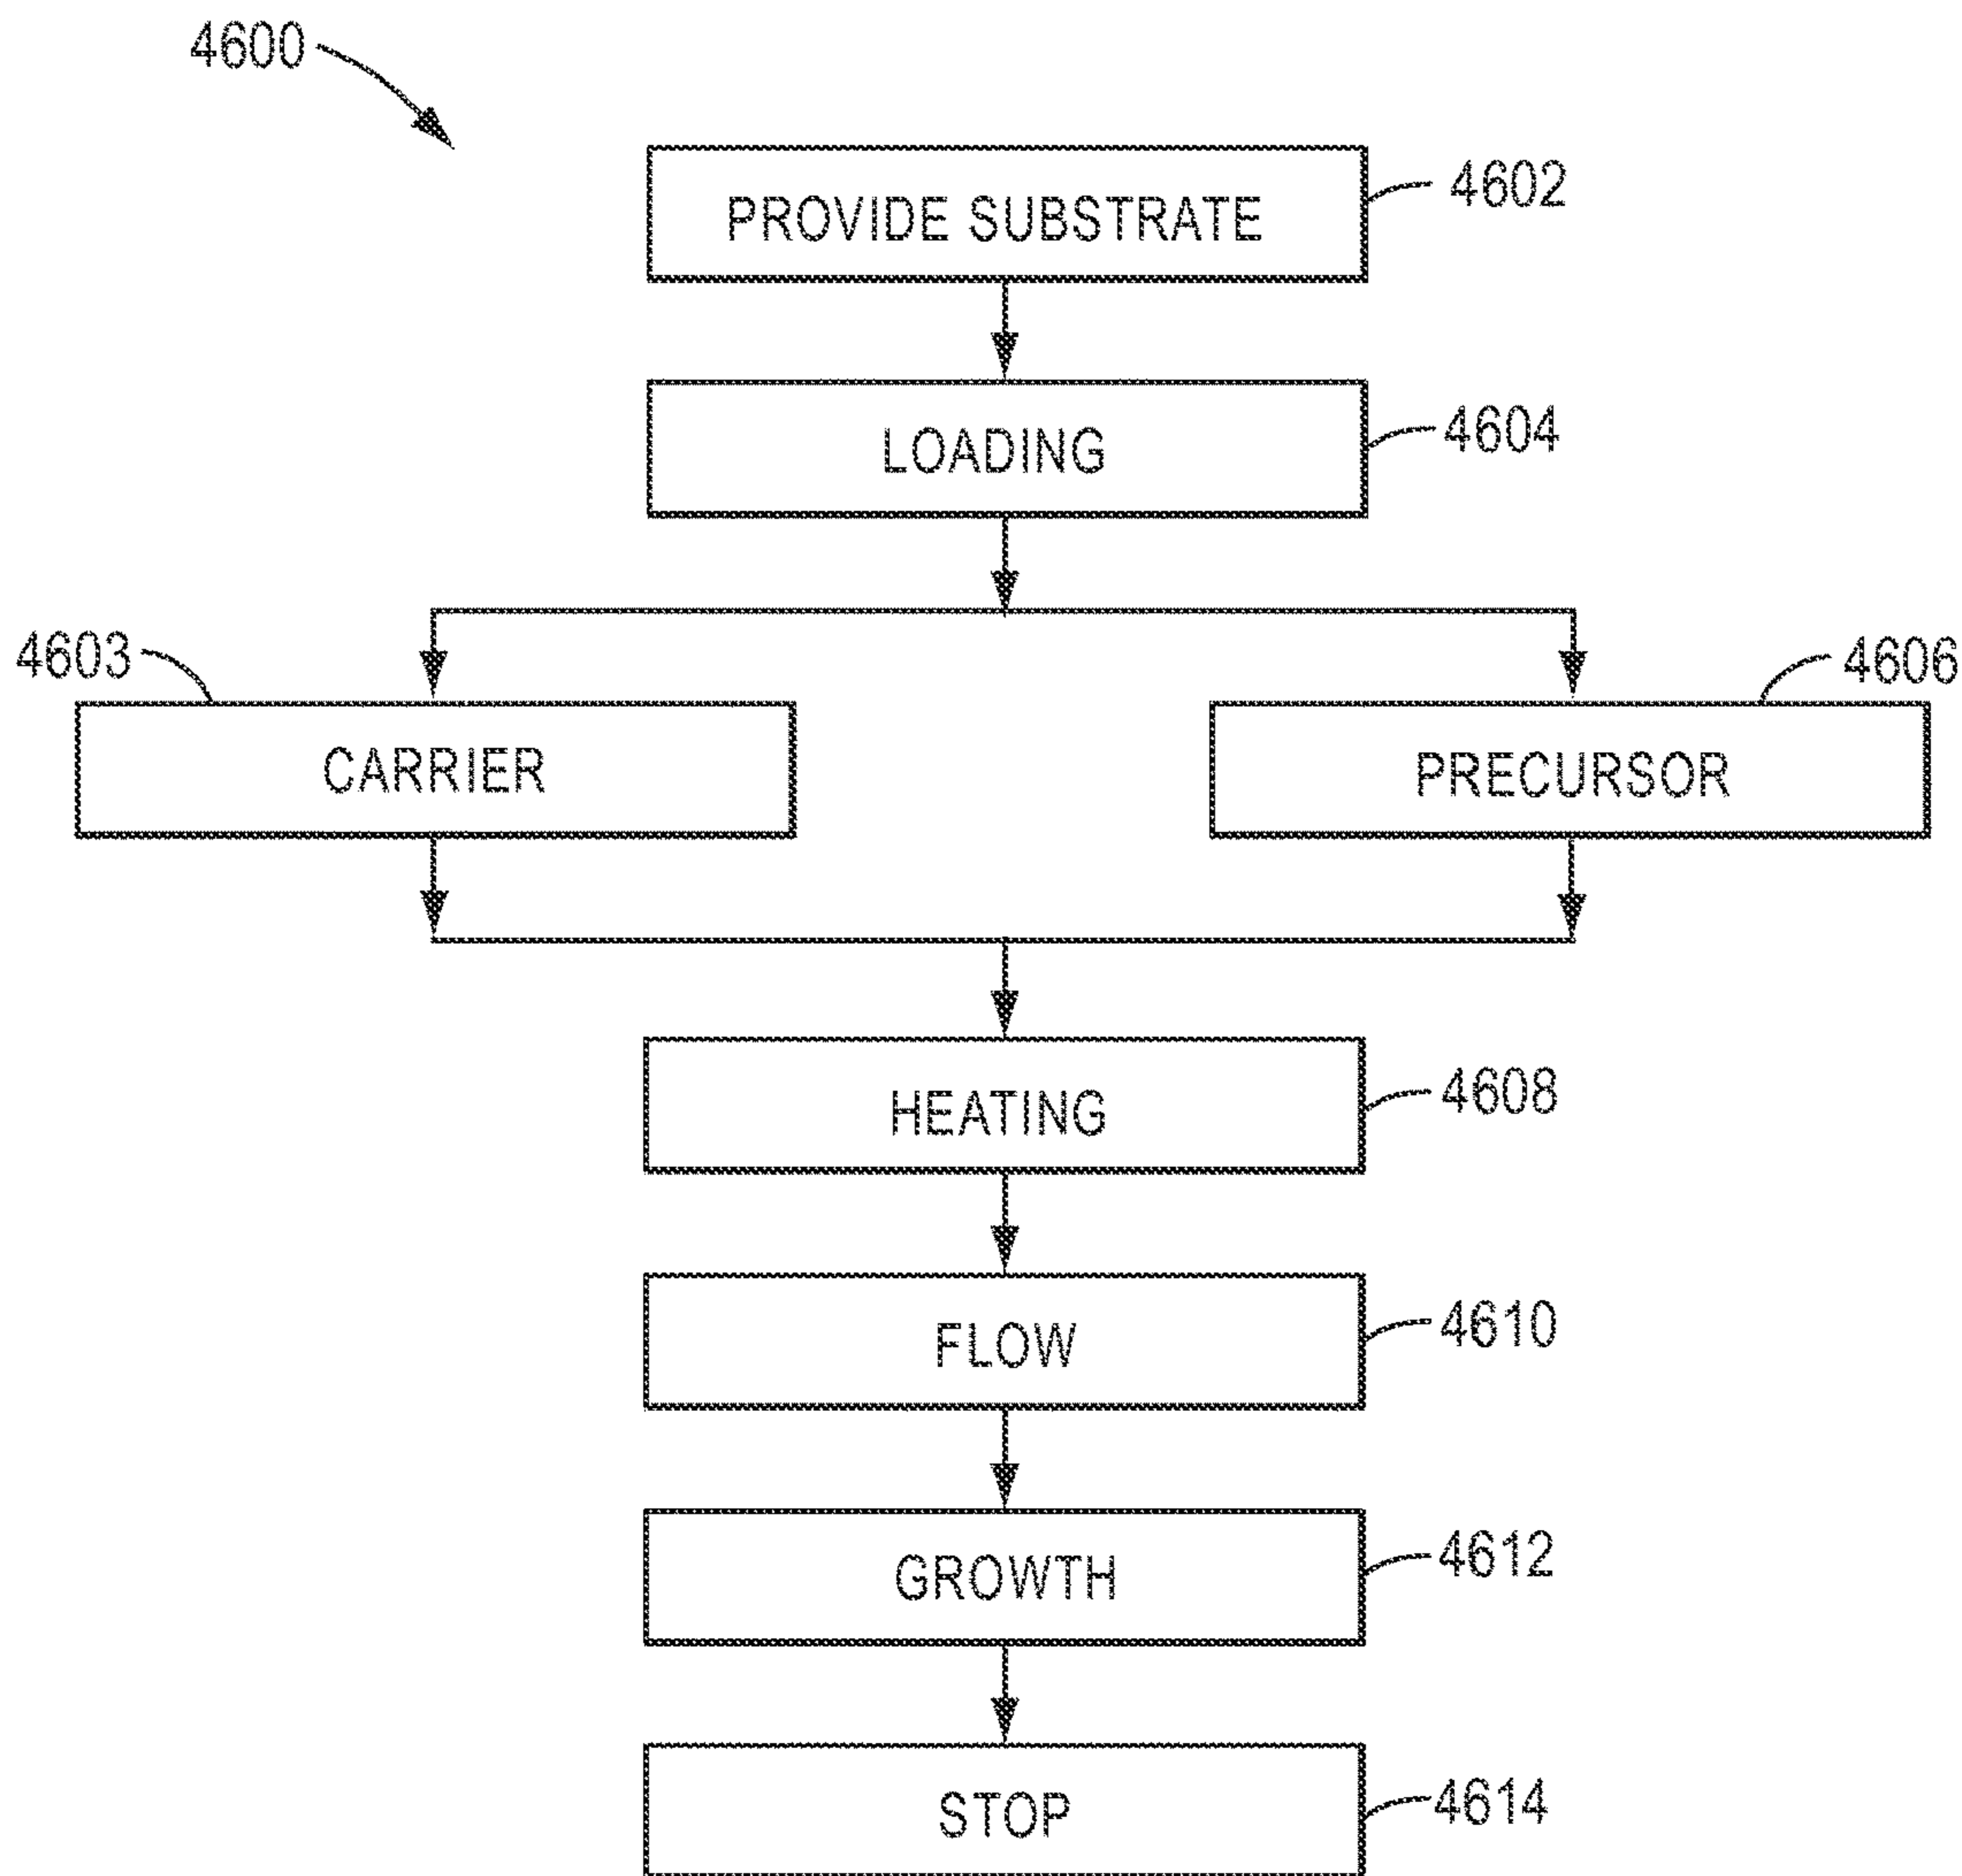 4600
PROVIDE SUBSTRATE
4602
LOADING
4604
4603
4606
CARRIER
PRECURSOR
HEATING
4608
FLOW
4610
GROWTH
4612
STOP
4614